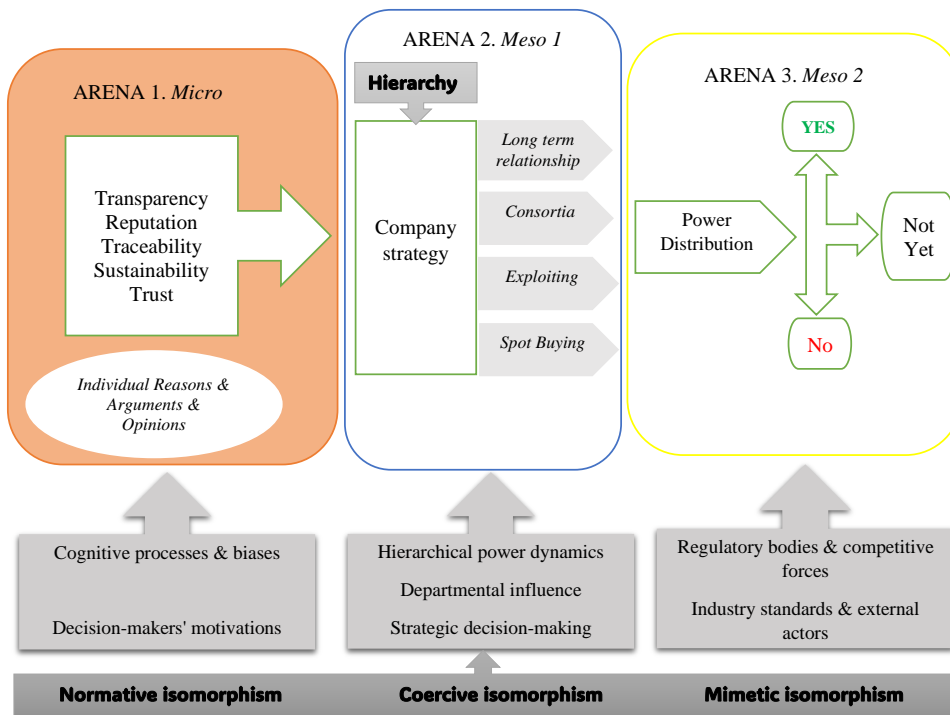 ARENA 1. Micro
Transparency
Reputation
Traceability
Sustainability
Trust
Individual Reasons &
Arguments &
Opinions
ARENA 2. Meso 1
Hierarchy
Company
strategy
Long term
relationship
Consortia
Exploiting
Spot Buying
ARENA 3. Meso 2
YES
Power
Distribution
Not
Yet
No
Cognitive processes & biases
Decision-makers' motivations
Hierarchical power dynamics
Departmental influence
Strategic decision-making
Regulatory bodies & competitive
forces
Industry standards & external
actors
Normative isomorphism
Coercive isomorphism
Mimetic isomorphism